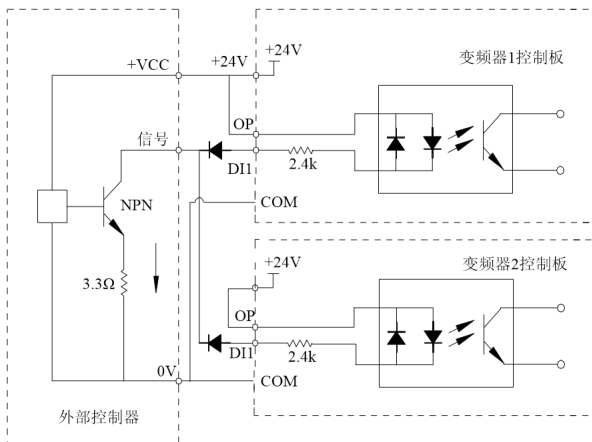 +VCC
+24V
+24V
变频器1控制板
OP
信号
DI1
2.4k
NPN
COM
3.3Ω
+24V
变频器2控制板
OP
DI1
2.4k
0V
COM
外部控制器